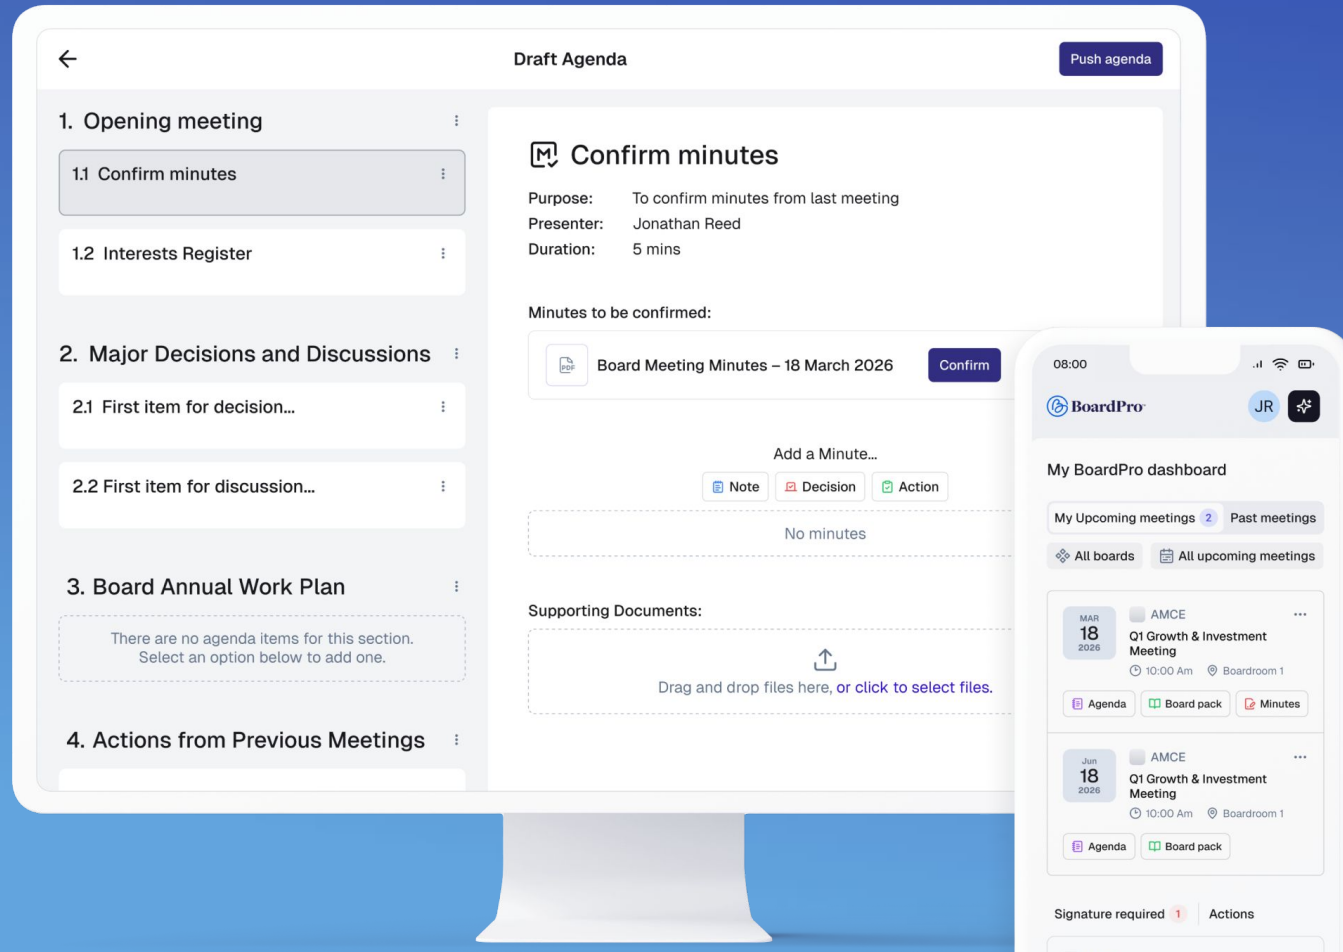 Draft Agenda
Push agenda
1. Opening meeting
1.1 Confirm minutes
1.2 Interests Register
2. Major Decisions and Discussions
2.1 First item for decision...
2.2 First item for discussion...
3. Board Annual Work Plan
There are no agenda items for this section.
Select an option below to add one.
4. Actions from Previous Meetings
Confirm minutes
Purpose: To confirm minutes from last meeting
Presenter: Jonathan Reed
Duration: 5 mins
Minutes to be confirmed:
PDF
Board Meeting Minutes – 18 March 2026
Confirm
Add a Minute...
Note Decision Action
No minutes
Supporting Documents:
Drag and drop files here, or click to select files.
08:00
BoardPro
JR
My BoardPro dashboard
My Upcoming meetings 2 Past meetings
All boards All upcoming meetings
MAR
18
2026
AMCE
Q1 Growth & Investment
Meeting
10:00 Am Boardroom 1
Agenda Board pack Minutes
Jun
18
2026
AMCE
Q1 Growth & Investment
Meeting
10:00 Am Boardroom 1
Agenda Board pack
Signature required 1 Actions